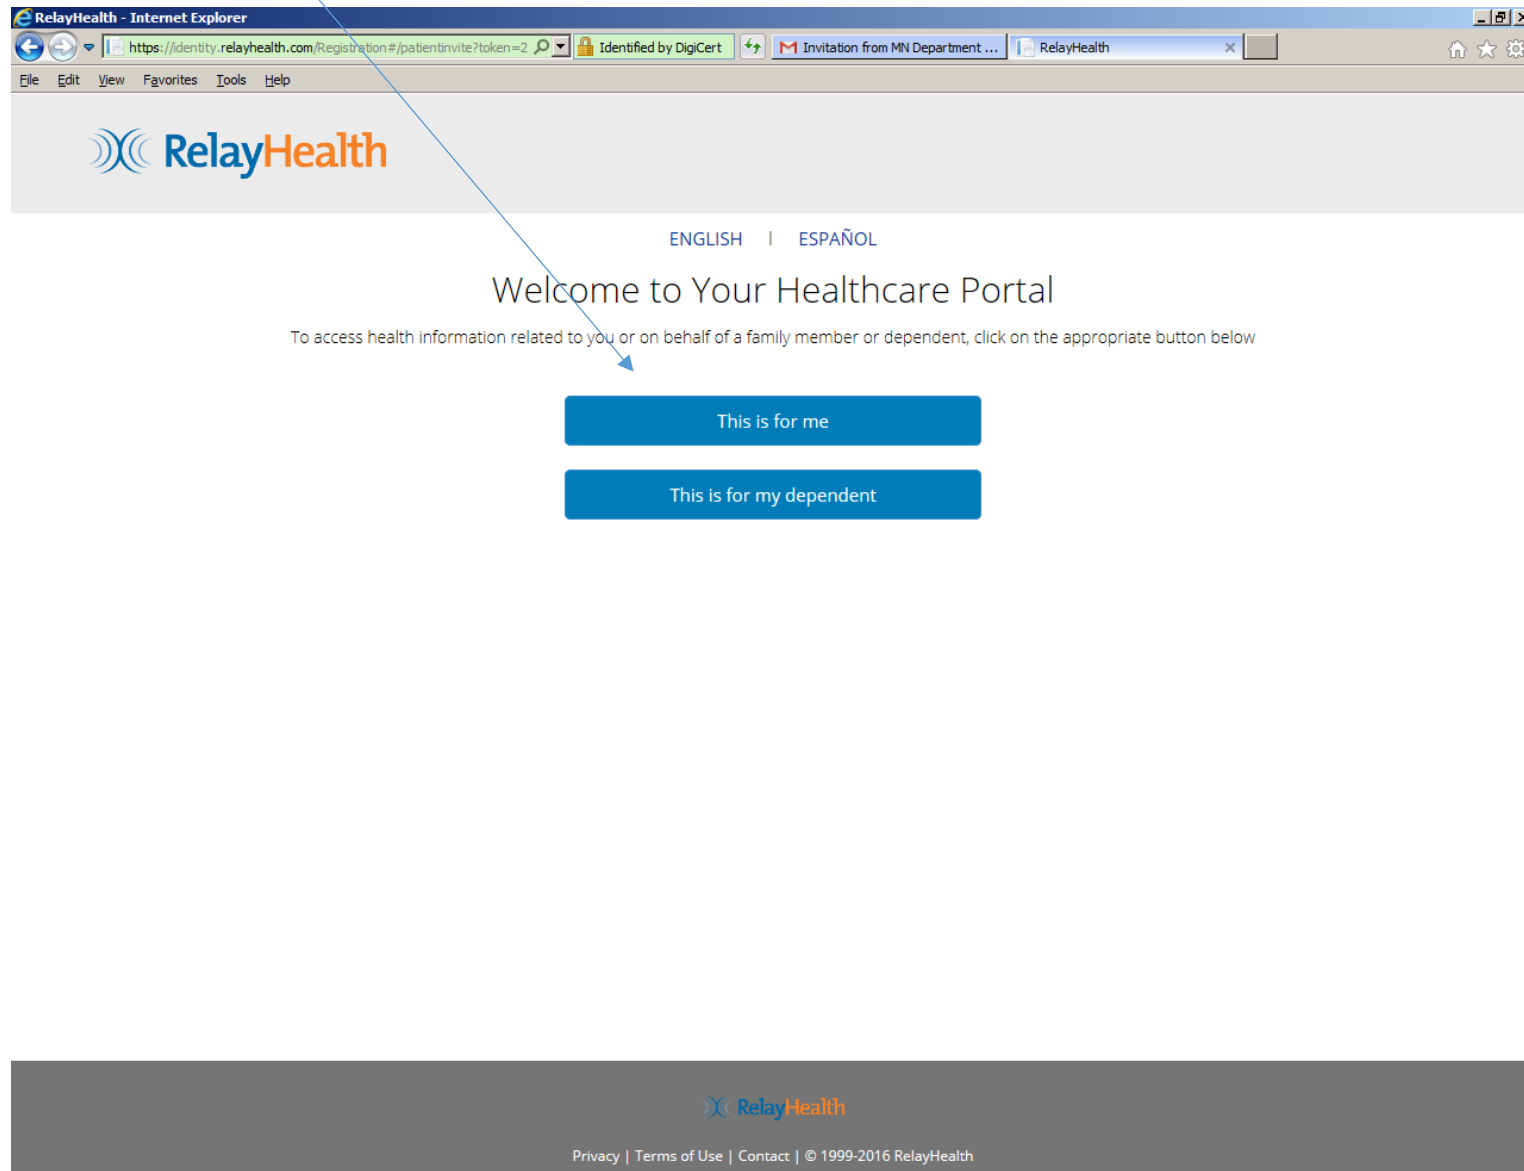 RelayHealth - Internet Explorer
https://identity.relayhealth.com/Registration#/patientinvite?token=2
Identified by DigiCert
Invitation from MN Department ...
RelayHealth
File Edit View Favorites Tools Help
RelayHealth
ENGLISH | ESPAÑOL
Welcome to Your Healthcare Portal
To access health information related to you or on behalf of a family member or dependent, click on the appropriate button below
This is for me
This is for my dependent
RelayHealth
Privacy | Terms of Use | Contact | © 1999-2016 RelayHealth